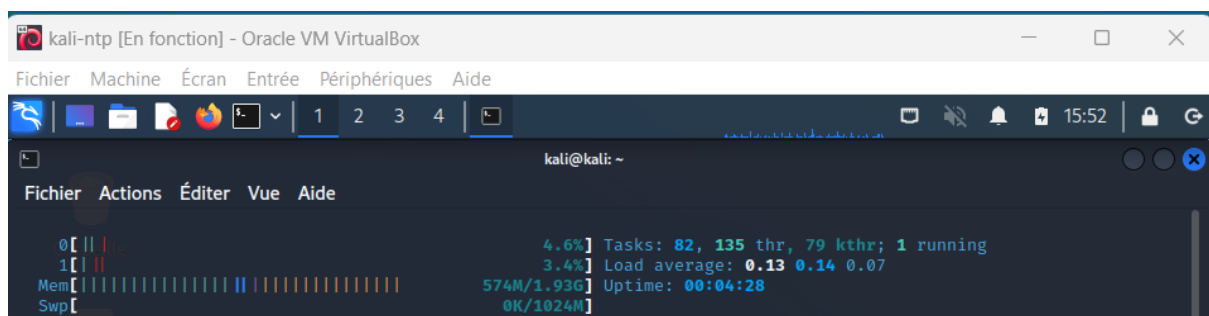 kali-ntp [En fonction] - Oracle VM VirtualBox
Fichier Machine Écran Entrée Périphériques Aide
1 2 3 4 15:52
kali@kali: ~
Fichier Actions Éditer Vue Aide
0[||| 4.6%] Tasks: 82, 135 thr, 79 kthr; 1 running
1[||| 3.4%] Load average: 0.13 0.14 0.07
Mem[|||||||||||||||||||||||||||||||| 574M/1.93G] Uptime: 00:04:28
Swp[ 0K/1024M]